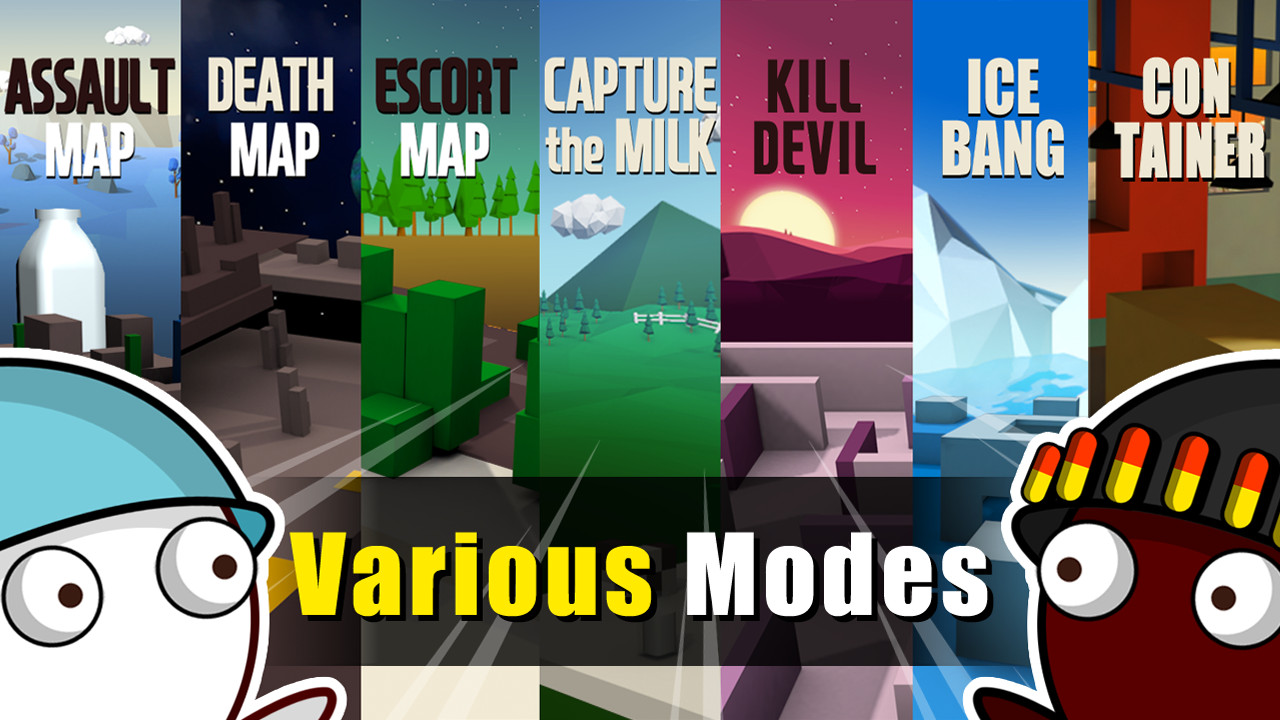 ASSAULT
MAP
DEATH
MAP
ESCORT
MAP
CAPTURE
the MILK
KILL
DEVIL
ICE
BANG
CON
TAINER
Various Modes